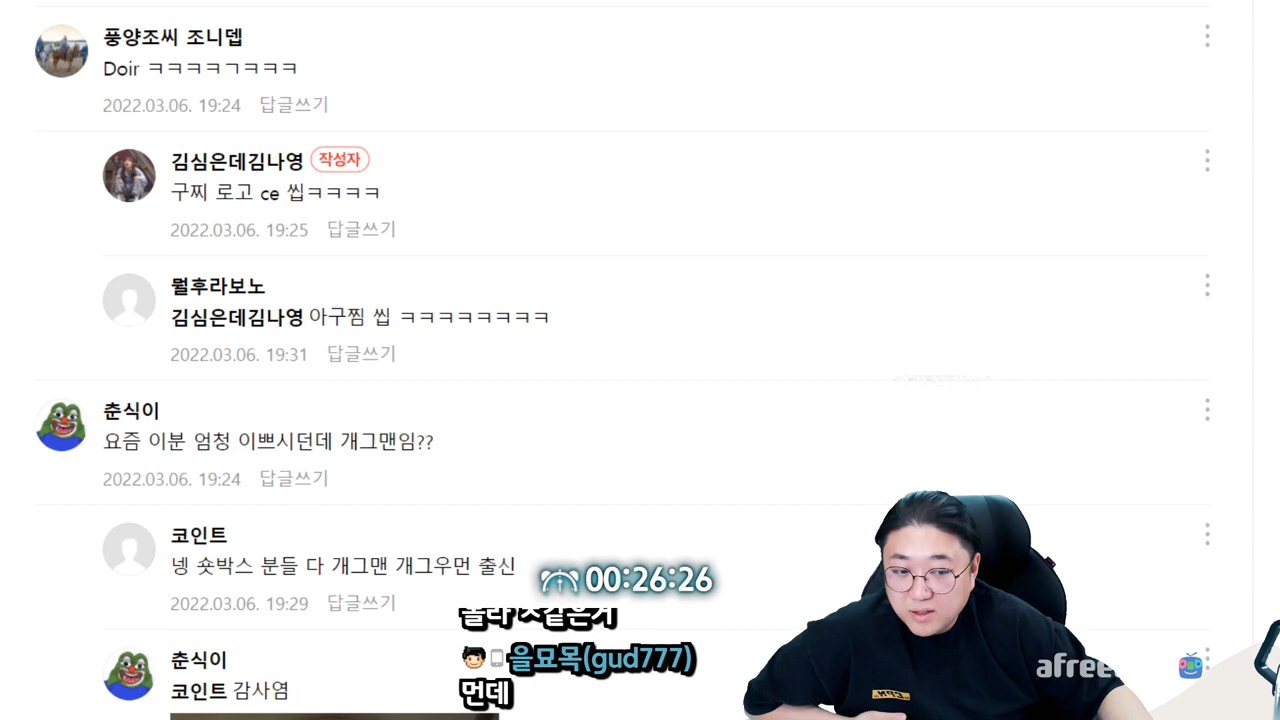 풍양조씨 조니뎁
Doir ㅋㅋㅋㅋㄱㅋㅋㅋ
2022.03.06. 19:24 답글쓰기
김심은데김나영 작성자
구찌 로고 ce 씹ㅋㅋㅋㅋ
2022.03.06. 19:25 답글쓰기
뭘후라보노
김심은데김나영 아구찜 씹 ㅋㅋㅋㅋㅋㅋㅋㅋ
2022.03.06. 19:31 답글쓰기
춘식이
요즘 이분 엄청 이쁘시던데 개그맨임??
2022.03.06. 19:24 답글쓰기
코인트
넹 숏박스 분들 다 개그맨 개그우먼 출신
2022.03.06. 19:29 답글쓰기
00:26:26
춘식이
코인트 감사염
을묘목(gud777)
먼데
afree